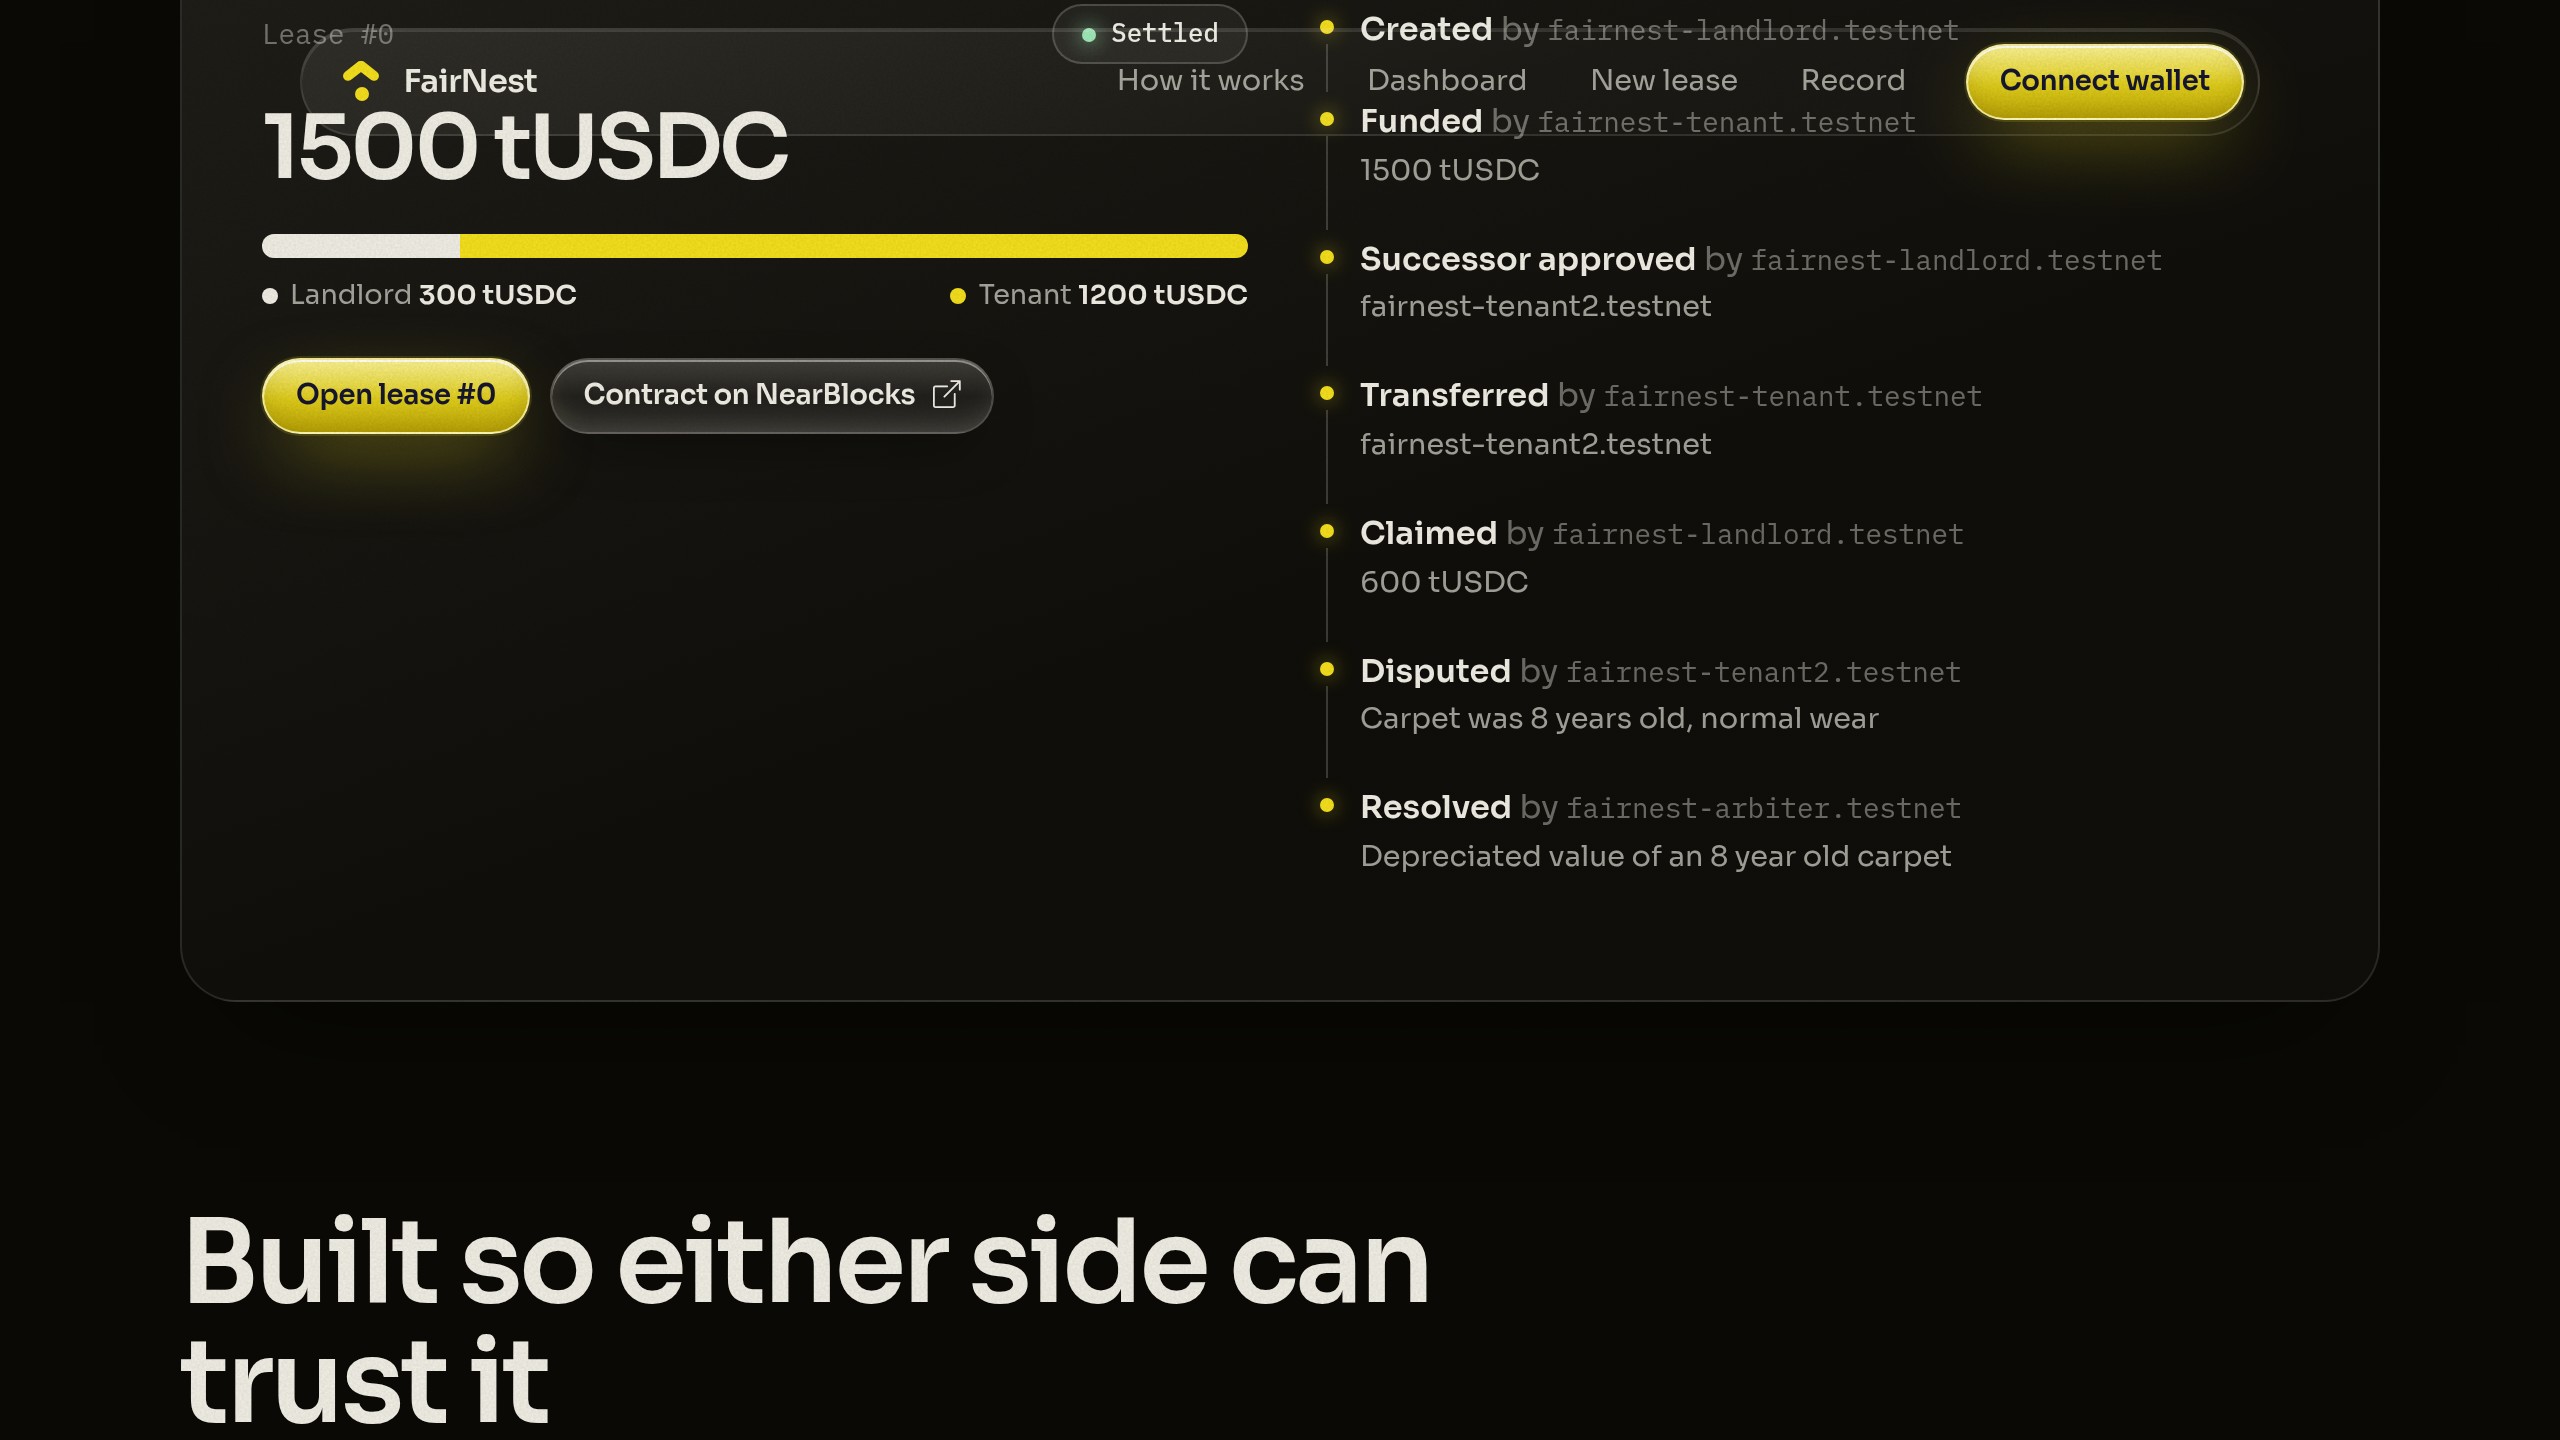 Lease #0
Settled
FairNest
How it works
Dashboard
New lease
Record
Connect wallet
1500 tUSDC
Landlord 300 tUSDC
Tenant 1200 tUSDC
Open lease #0
Contract on NearBlocks
Created by fairnest-landlord.testnet
Funded by fairnest-tenant.testnet
1500 tUSDC
Successor approved by fairnest-landlord.testnet
fairnest-tenant2.testnet
Transferred by fairnest-tenant.testnet
fairnest-tenant2.testnet
Claimed by fairnest-landlord.testnet
600 tUSDC
Disputed by fairnest-tenant2.testnet
Carpet was 8 years old, normal wear
Resolved by fairnest-arbiter.testnet
Depreciated value of an 8 year old carpet
Built so either side can
trust it